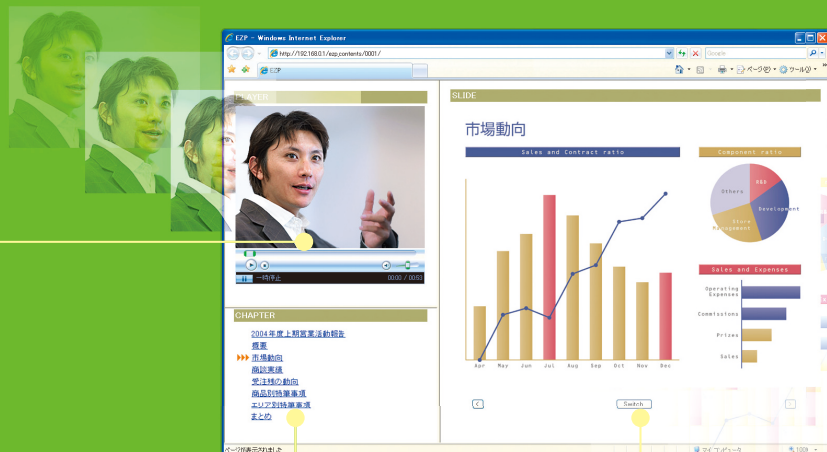 EZP - Windows Internet Explorer
http://192.168.0.1/ezp_contents/0001/
Google
EZP
ページ(P)
ツール(O)
PLAYER
一時停止
00:00 / 00:53
CHAPTER
2004年度上期営業活動報告
概要
市場動向
商談実績
受注残の動向
商品別特筆事項
エリア別特筆事項
まとめ
SLIDE
市場動向
Sales and Contract ratio
Apr May Jun Jul Aug Sep Oct Nov Dec
Switch
Component ratio
R&D
Others
Development
Store
Management
Sales and Expenses
Operating
Expenses
Commissions
Prizes
Sales
ページが表示されました
マイ コンピュータ
100%